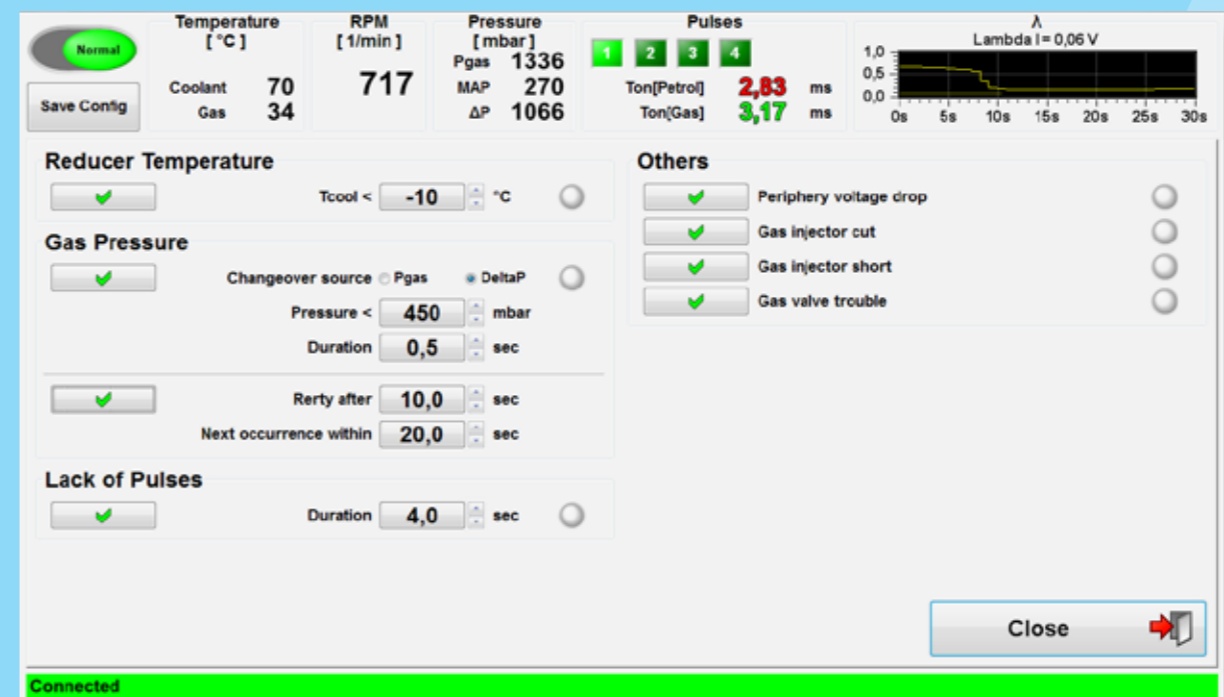 Normal
Save Config
Temperature
[ °C ]
Coolant 70
Gas 34
RPM
[ 1/min ]
717
Pressure
[ mbar ]
Pgas 1336
MAP 270
ΔP 1066
Pulses
1 2 3 4
Ton[Petrol] 2,83 ms
Ton[Gas] 3,17 ms
λ
Lambda I = 0,06 V
1,0
0,5
0,0
0s 5s 10s 15s 20s 25s 30s
Reducer Temperature
Tcool < -10 °C
Gas Pressure
Changeover source Pgas DeltaP
Pressure < 450 mbar
Duration 0,5 sec
Rerty after 10,0 sec
Next occurrence within 20,0 sec
Lack of Pulses
Duration 4,0 sec
Others
Periphery voltage drop
Gas injector cut
Gas injector short
Gas valve trouble
Close
Connected